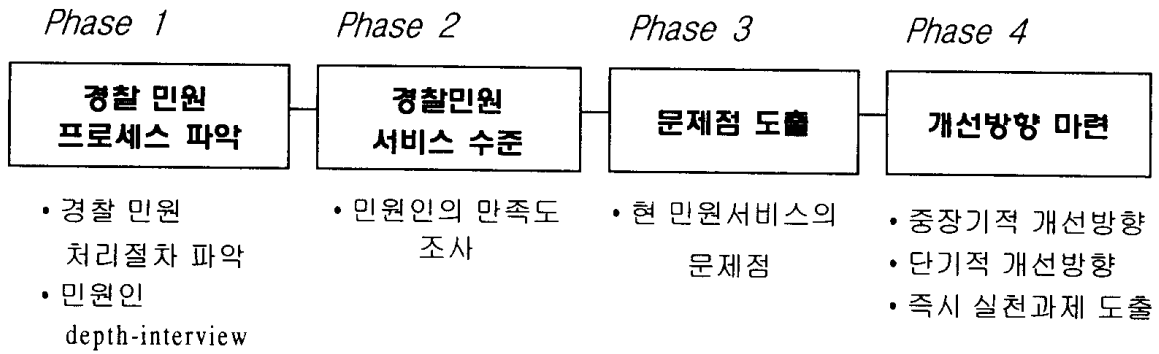 Phase 1
경찰 민원
프로세스 파악
• 경찰 민원
처리절차 파악
• 민원인
depth-interview
Phase 2
경찰민원
서비스 수준
• 민원인의 만족도
조사
Phase 3
문제점 도출
• 현 민원서비스의
문제점
Phase 4
개선방향 마련
• 중장기적 개선방향
• 단기적 개선방향
• 즉시 실천과제 도출